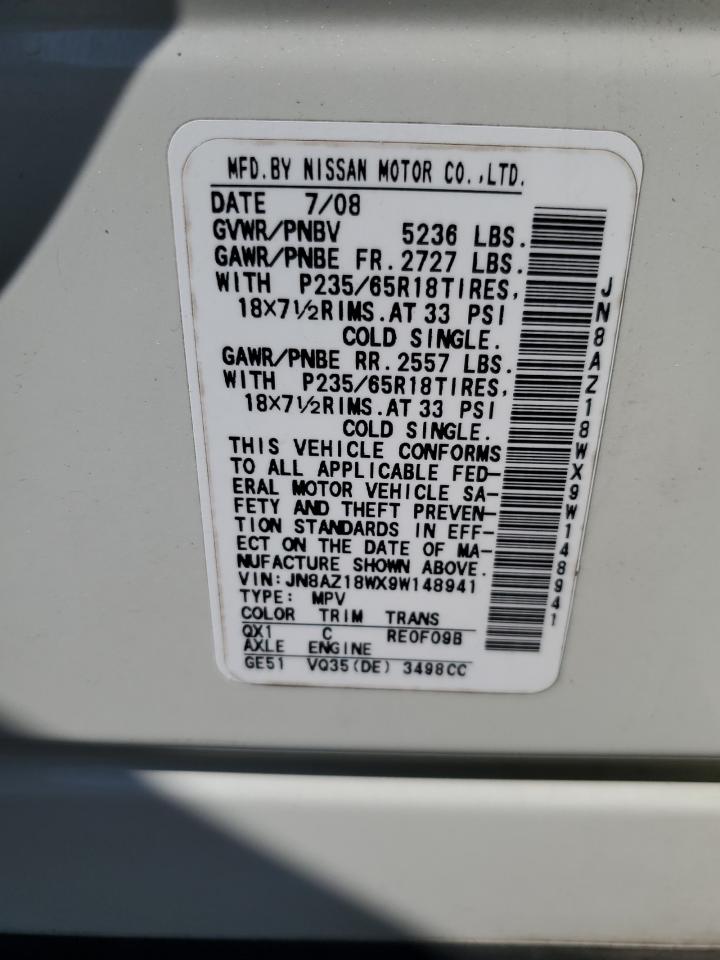 MFD.BY NISSAN MOTOR CO.,LTD.
DATE 7/08
GVWR/PNBV 5236 LBS.
GAWR/PNBE FR.2727 LBS.
WITH P235/65R18TIRES,
18X7½RIMS.AT 33 PSI
COLD SINGLE.
GAWR/PNBE RR.2557 LBS.
WITH P235/65R18TIRES,
18X7½RIMS.AT 33 PSI
COLD SINGLE.
THIS VEHICLE CONFORMS
TO ALL APPLICABLE FED-
ERAL MOTOR VEHICLE SA-
FETY AND THEFT PREVEN-
TION STANDARDS IN EFF-
ECT ON THE DATE OF MA-
NUFACTURE SHOWN ABOVE.
VIN:JN8AZ18WX9W148941
TYPE: MPV
COLOR TRIM TRANS
QX1 C RE0F09B
AXLE ENGINE
GE51 VQ35(DE) 3498CC
JN8AZ18WX9W148941